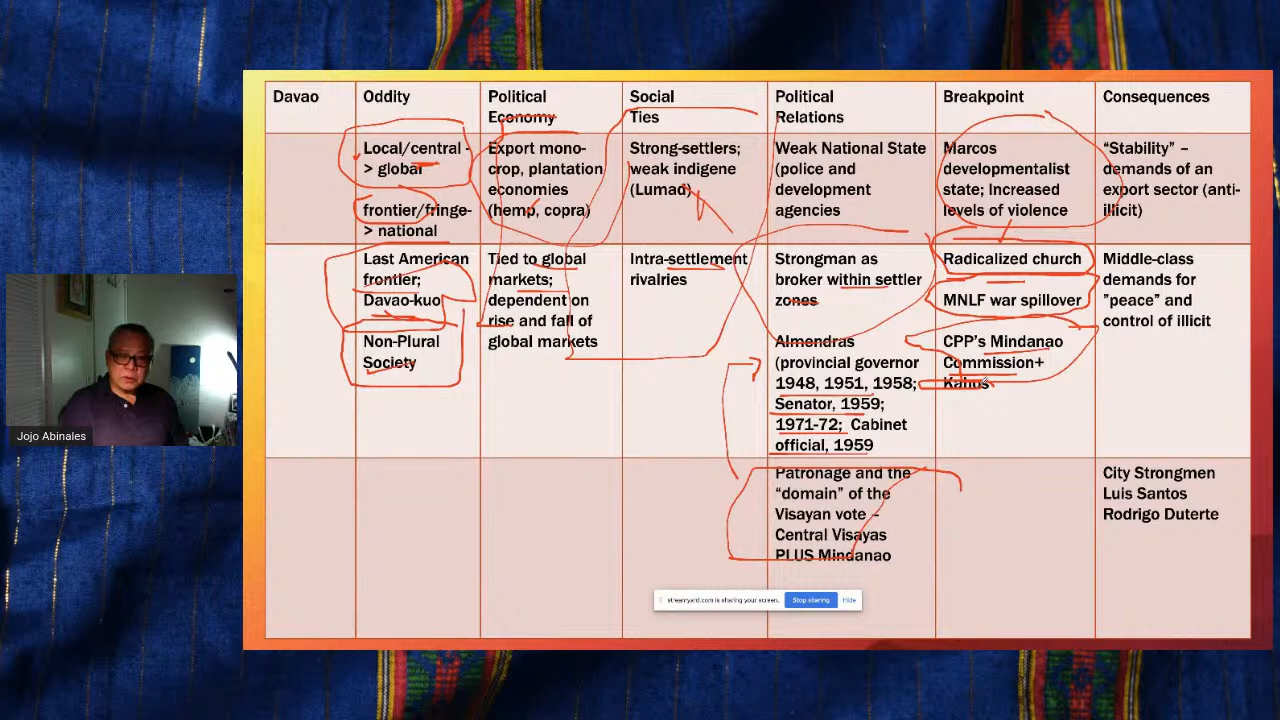 Davao
Oddity
Political
Economy
Social
Ties
Political
Relations
Breakpoint
Consequences
Local/central -
> global
frontier/fringe-
> national
Export mono-
crop, plantation
economies
(hemp, copra)
Strong-settlers;
weak indigene
(Lumad)
Weak National State
(police and
development
agencies
Marcos
developmentalist
state; Increased
levels of violence
“Stability” –
demands of an
export sector (anti-
illicit)
Last American
frontier;
Davao-kuo
Non-Plural
Society
Tied to global
markets;
dependent on
rise and fall of
global markets
Intra-settlement
rivalries
Strongman as
broker within settler
zones
Almendras
(provincial governor
1948, 1951, 1958;
Senator, 1959;
1971-72; Cabinet
official, 1959
Radicalized church
MNLF war spillover
CPP’s Mindanao
Commission+
Middle-class
demands for
”peace” and
control of illicit
Patronage and the
“domain” of the
Visayan vote –
Central Visayas
PLUS Mindanao
City Strongmen
Luis Santos
Rodrigo Duterte
Jojo Abinales
streamyard.com is sharing your screen.
Stop sharing
Hide